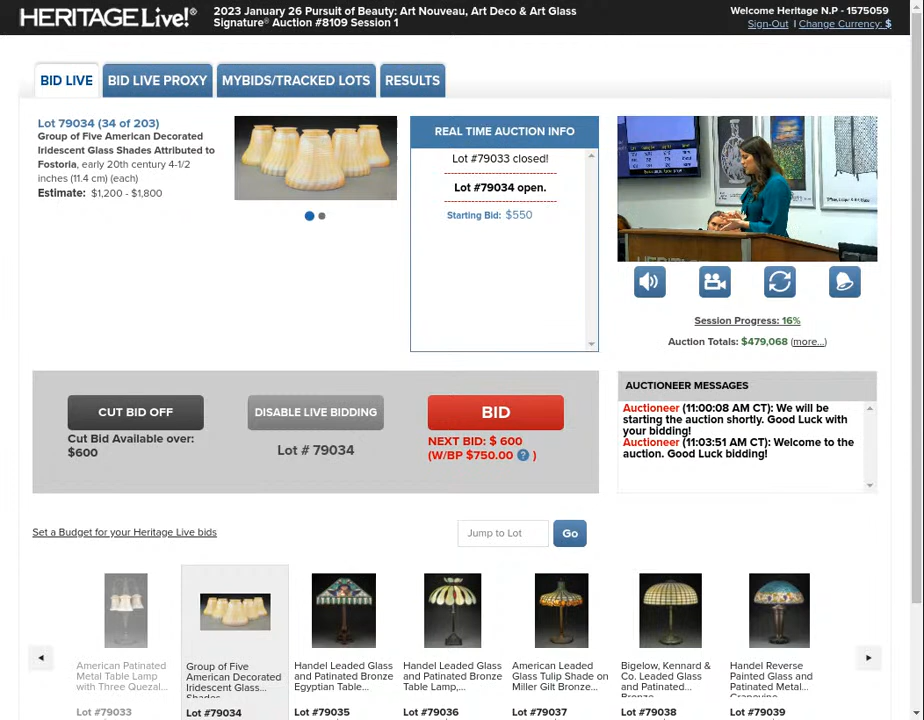 HERITAGE Live!®
2023 January 26 Pursuit of Beauty: Art Nouveau, Art Deco & Art Glass
Signature® Auction #8109 Session 1
Welcome Heritage N.P - 1575059
Sign-Out | Change Currency: $
BID LIVE
BID LIVE PROXY
MYBIDS/TRACKED LOTS
RESULTS
Lot 79034 (34 of 203)
Group of Five American Decorated
Iridescent Glass Shades Attributed to
Fostoria, early 20th century 4-1/2
inches (11.4 cm) (each)
Estimate: $1,200 - $1,800
REAL TIME AUCTION INFO
Lot #79033 closed!
Lot #79034 open.
Starting Bid: $550
Session Progress: 16%
Auction Totals: $479,068 (more...)
CUT BID OFF
Cut Bid Available over:
$600
DISABLE LIVE BIDDING
Lot # 79034
BID
NEXT BID: $ 600
(W/BP $750.00 ? )
AUCTIONEER MESSAGES
Auctioneer (11:00:08 AM CT): We will be
starting the auction shortly. Good Luck with
your bidding!
Auctioneer (11:03:51 AM CT): Welcome to the
auction. Good Luck bidding!
Set a Budget for your Heritage Live bids
Jump to Lot
Go
American Patinated
Metal Table Lamp
with Three Quezal...
Lot #79033
Group of Five
American Decorated
Iridescent Glass...
Shades
Lot #79034
Handel Leaded Glass
and Patinated Bronze
Egyptian Table...
Lot #79035
Handel Leaded Glass
and Patinated Bronze
Table Lamp,...
Lot #79036
American Leaded
Glass Tulip Shade on
Miller Gilt Bronze...
Lot #79037
Bigelow, Kennard &
Co. Leaded Glass
and Patinated...
Bronze
Lot #79038
Handel Reverse
Painted Glass and
Patinated Metal...
Grapevine
Lot #79039